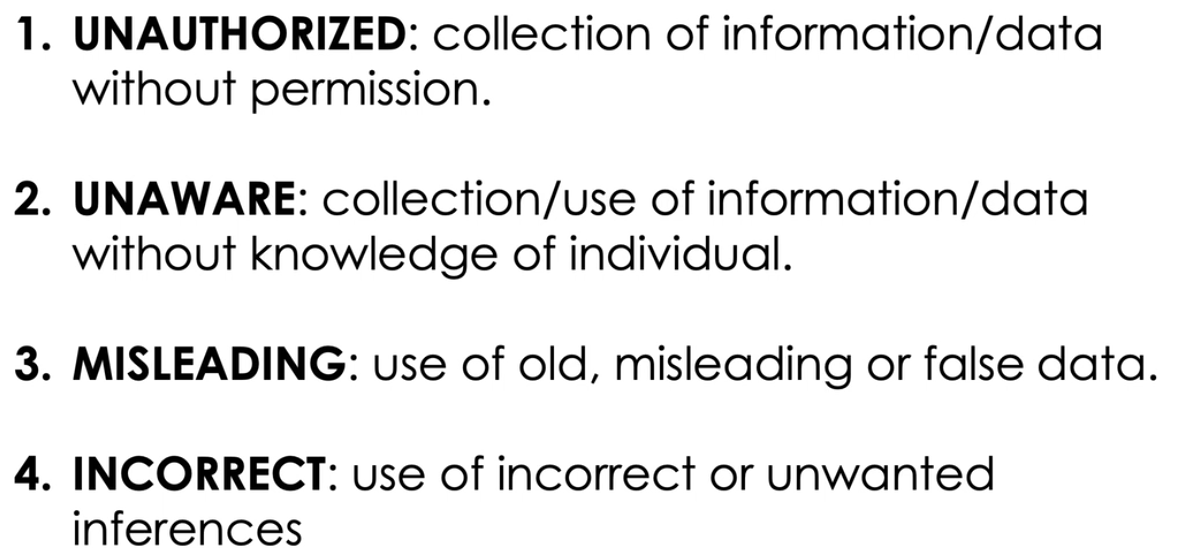 1. UNAUTHORIZED: collection of information/data
without permission.
2. UNAWARE: collection/use of information/data
without knowledge of individual.
3. MISLEADING: use of old, misleading or false data.
4. INCORRECT: use of incorrect or unwanted
inferences